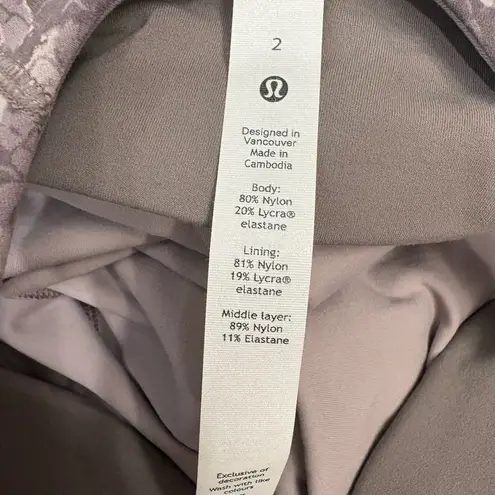 2
Designed in
Vancouver
Made in
Cambodia
Body:
80% Nylon
20% Lycra®
elastane
Lining:
81% Nylon
19% Lycra®
elastane
Middle layer:
89% Nylon
11% Elastane
Exclusive of
decoration
Wash with like
colours